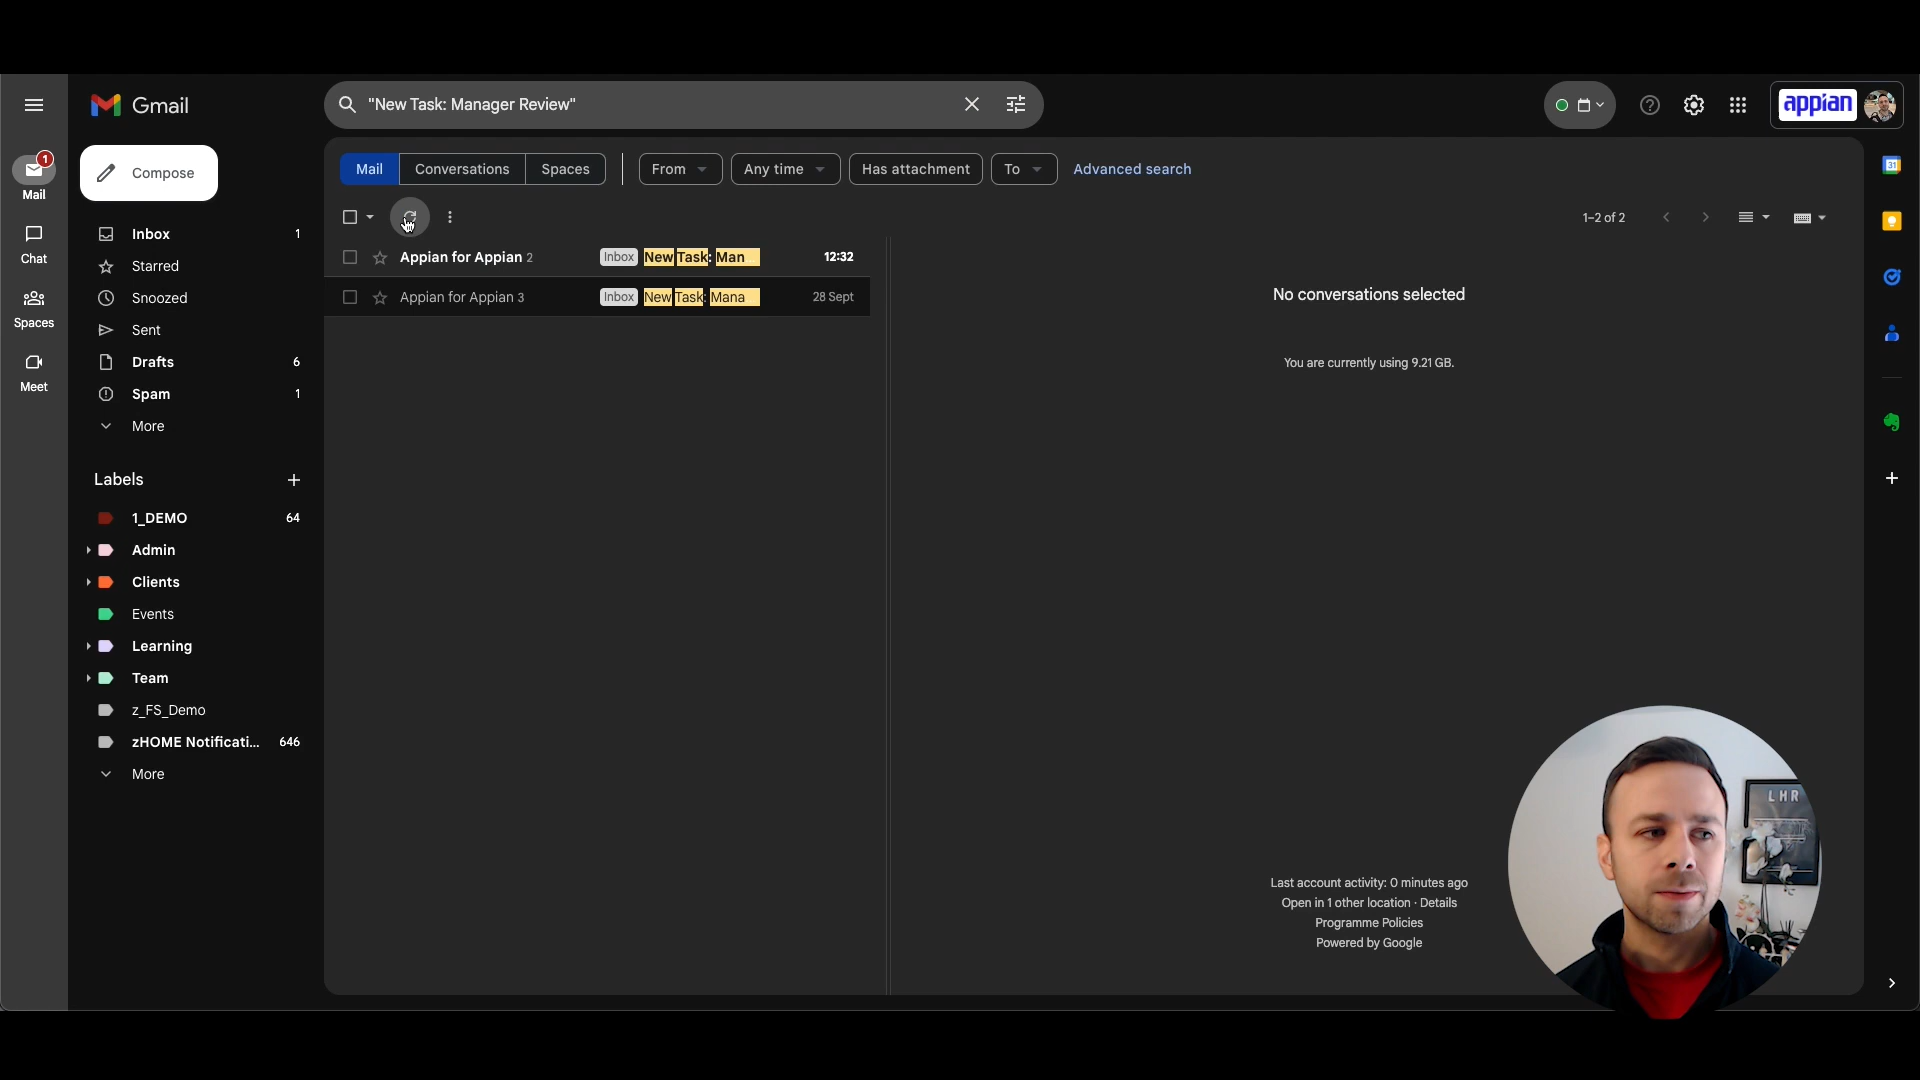 Gmail
"New Task: Manager Review"
appian
1
Mail
Chat
Spaces
Meet
Compose
Inbox 1
Starred
Snoozed
Sent
Drafts 6
Spam 1
More
Labels
1_DEMO 64
Admin
Clients
Events
Learning
Team
z_FS_Demo
zHOME Notificati... 646
More
Mail Conversations Spaces From Any time Has attachment To Advanced search
1–2 of 2
Appian for Appian 2 Inbox New Task: Man 12:32
Appian for Appian 3 Inbox New Task: Mana 28 Sept
No conversations selected
You are currently using 9.21 GB.
Last account activity: 0 minutes ago
Open in 1 other location · Details
Programme Policies
Powered by Google
31
LHR